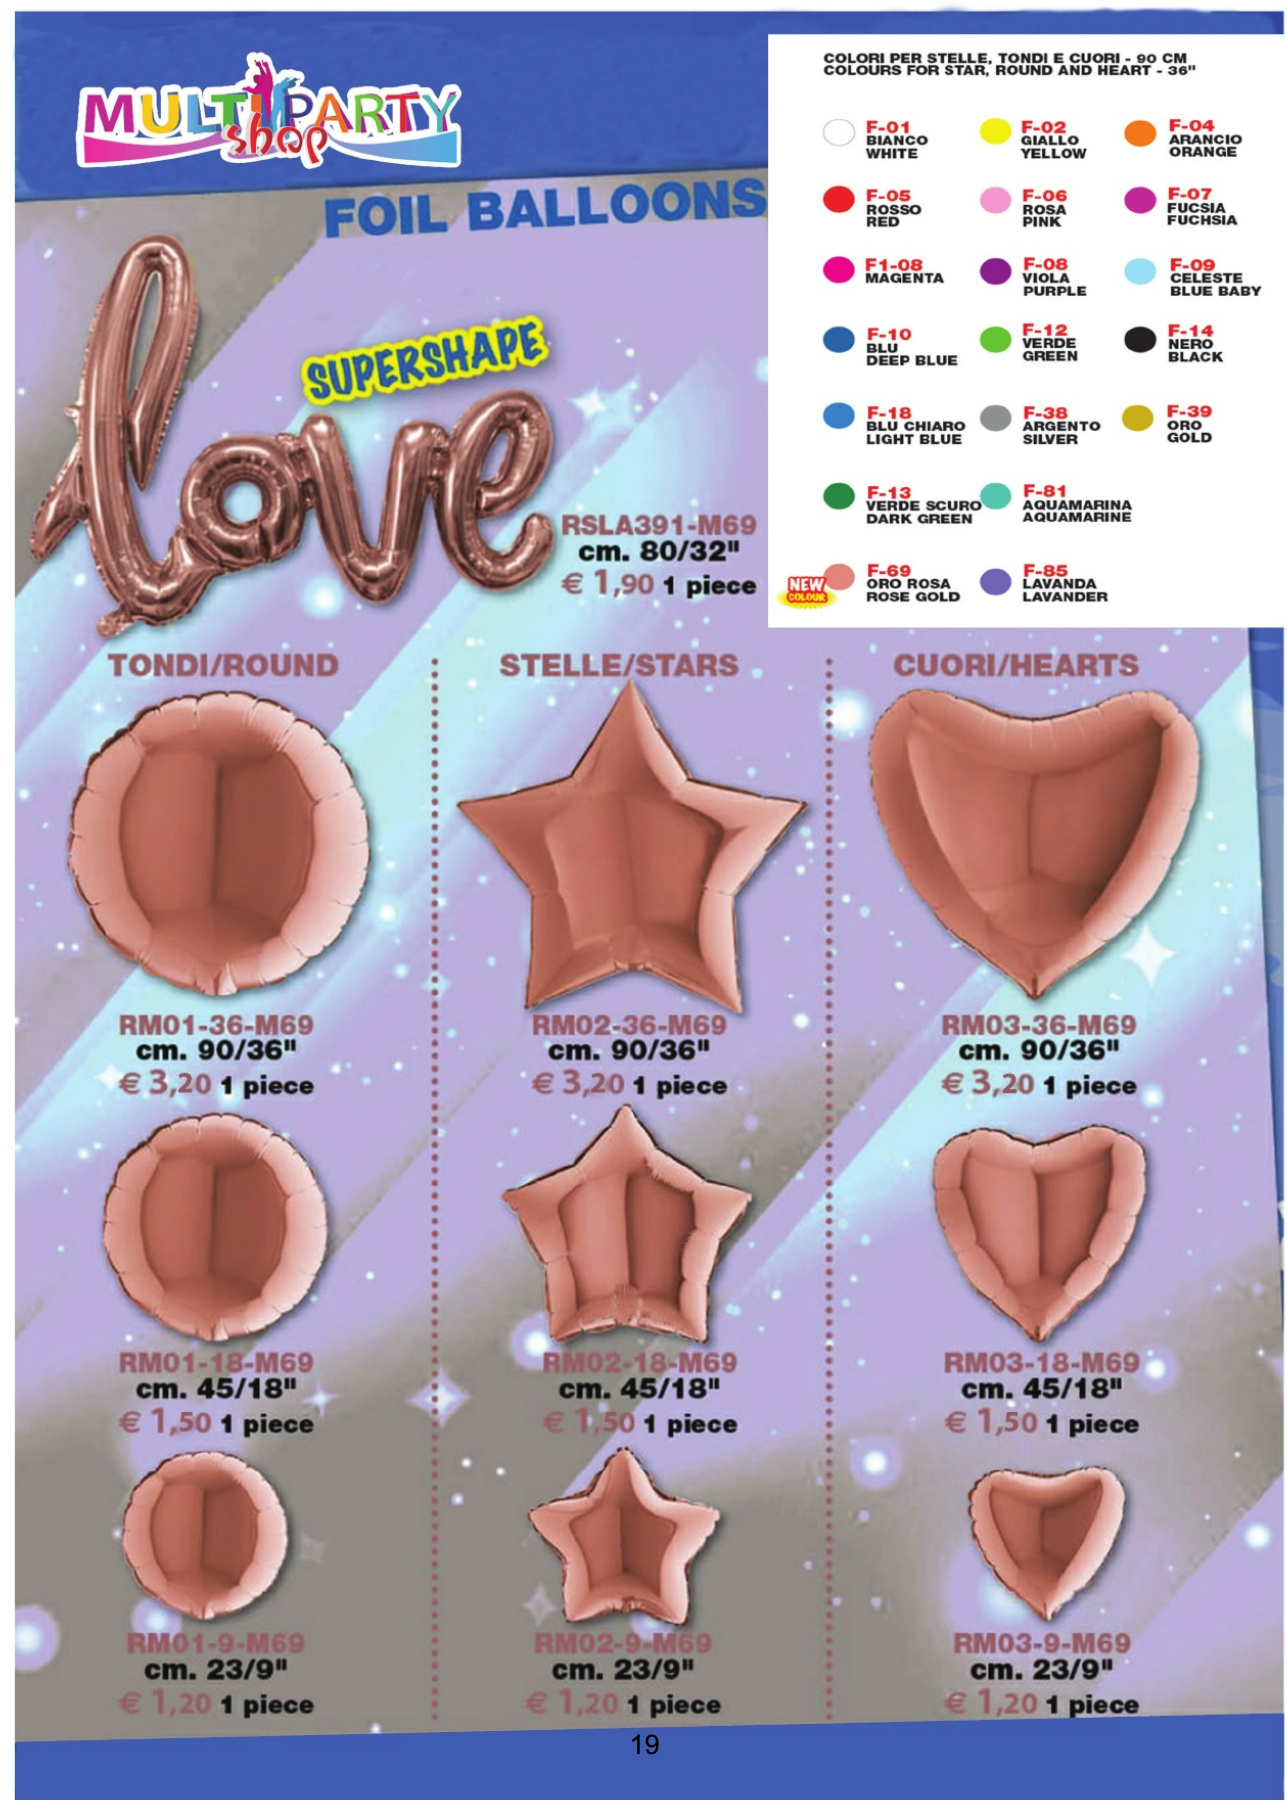 MULTIPARTY
shop
FOIL BALLOONS
SUPERSHAPE
love
RSLA391-M69
cm. 80/32"
€ 1,90 1 piece
COLORI PER STELLE, TONDI E CUORI - 90 CM
COLOURS FOR STAR, ROUND AND HEART - 36"
F-01
BIANCO
WHITE
F-02
GIALLO
YELLOW
F-04
ARANCIO
ORANGE
F-05
ROSSO
RED
F-06
ROSA
PINK
F-07
FUCSIA
FUCHSIA
F1-08
MAGENTA
F-08
VIOLA
PURPLE
F-09
CELESTE
BLUE BABY
F-10
BLU
DEEP BLUE
F-12
VERDE
GREEN
F-14
NERO
BLACK
F-18
BLU CHIARO
LIGHT BLUE
F-38
ARGENTO
SILVER
F-39
ORO
GOLD
F-13
VERDE SCURO
DARK GREEN
F-81
AQUAMARINA
AQUAMARINE
NEW
COLOUR
F-69
ORO ROSA
ROSE GOLD
F-85
LAVANDA
LAVANDER
TONDI/ROUND
STELLE/STARS
CUORI/HEARTS
RM01-36-M69
cm. 90/36"
€ 3,20 1 piece
RM02-36-M69
cm. 90/36"
€ 3,20 1 piece
RM03-36-M69
cm. 90/36"
€ 3,20 1 piece
RM01-18-M69
cm. 45/18"
€ 1,50 1 piece
RM02-18-M69
cm. 45/18"
€ 1,50 1 piece
RM03-18-M69
cm. 45/18"
€ 1,50 1 piece
RM01-9-M69
cm. 23/9"
€ 1,20 1 piece
RM02-9-M69
cm. 23/9"
€ 1,20 1 piece
RM03-9-M69
cm. 23/9"
€ 1,20 1 piece
19